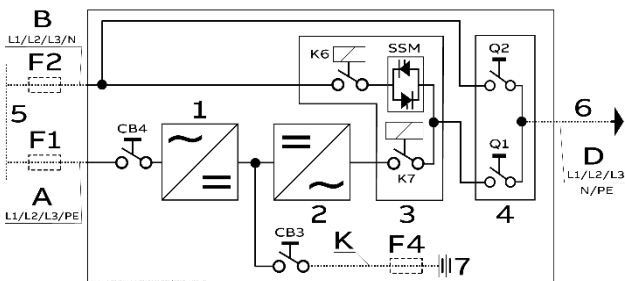 B
L1/L2/L3/N
F2
5
F1
A
L1/L2/L3/PE
CB4
1
2
K6
SSM
K7
3
Q2
Q1
4
6
D
L1/L2/L3
N/PE
CB3
K
F4
7